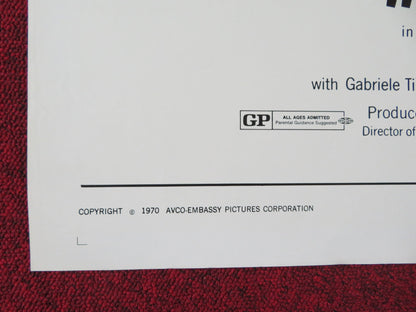 in
with Gabriele Ti
GP ALL AGES ADMITTED
Parental Guidance Suggested
Produce
Director of
COPYRIGHT © 1970 AVCO-EMBASSY PICTURES CORPORATION